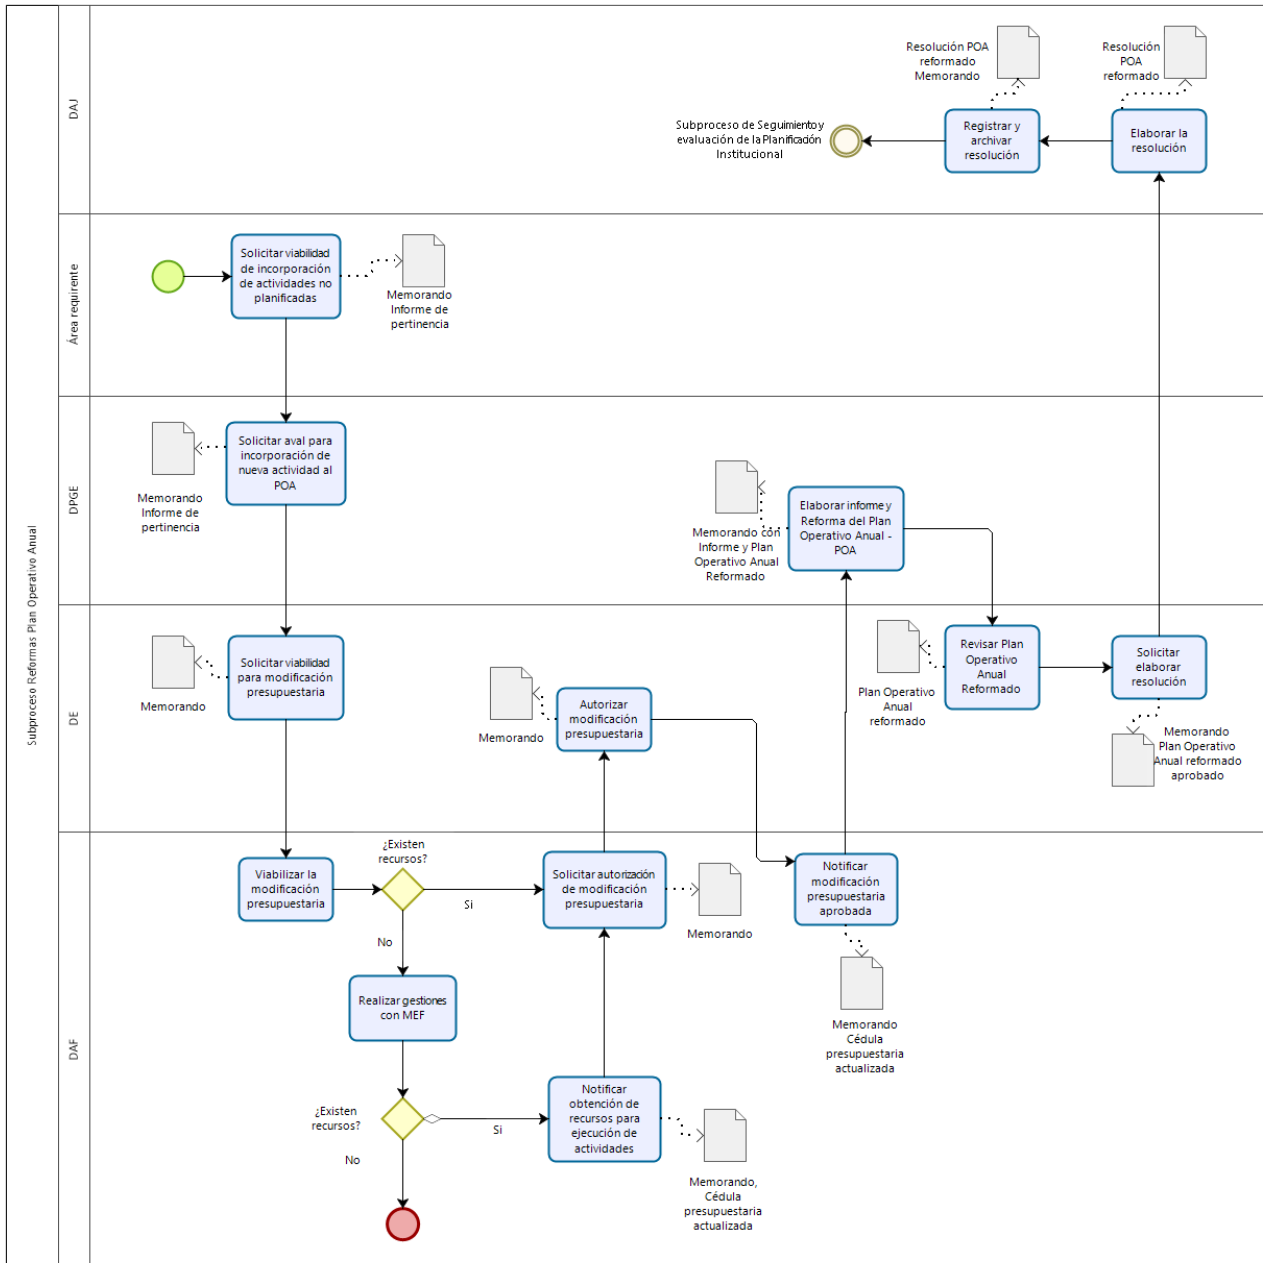 Subproceso Reformas Plan Operativo Anual
DAJ
Resolución POA
reformado
Memorando
Resolución
POA
reformado
Subproceso de Seguimiento y
evaluación de la Planificación
Institucional
Registrar y
archivar
resolución
Elaborar la
resolución
Área requirente
Solicitar viabilidad
de incorporación
de actividades no
planificadas
Memorando
Informe de
pertinencia
DPGE
Solicitar aval para
incorporación de
nueva actividad al
POA
Memorando
Informe de
pertinencia
Elaborar informe y
Reforma del Plan
Operativo Anual -
POA
Memorando con
Informe y Plan
Operativo Anual
Reformado
DE
Solicitar viabilidad
para modificación
presupuestaria
Memorando
Autorizar
modificación
presupuestaria
Memorando
Revisar Plan
Operativo
Anual
Reformado
Plan Operativo
Anual
reformado
Solicitar
elaborar
resolución
Memorando
Plan Operativo
Anual reformado
aprobado
DAF
Viabilizar la
modificación
presupuestaria
¿Existen
recursos?
Si
No
Solicitar autorización
de modificación
presupuestaria
Memorando
Notificar
modificación
presupuestaria
aprobada
Memorando
Cédula
presupuestaria
actualizada
Realizar gestiones
con MEF
¿Existen
recursos?
Si
No
Notificar
obtención de
recursos para
ejecución de
actividades
Memorando,
Cédula
presupuestaria
actualizada